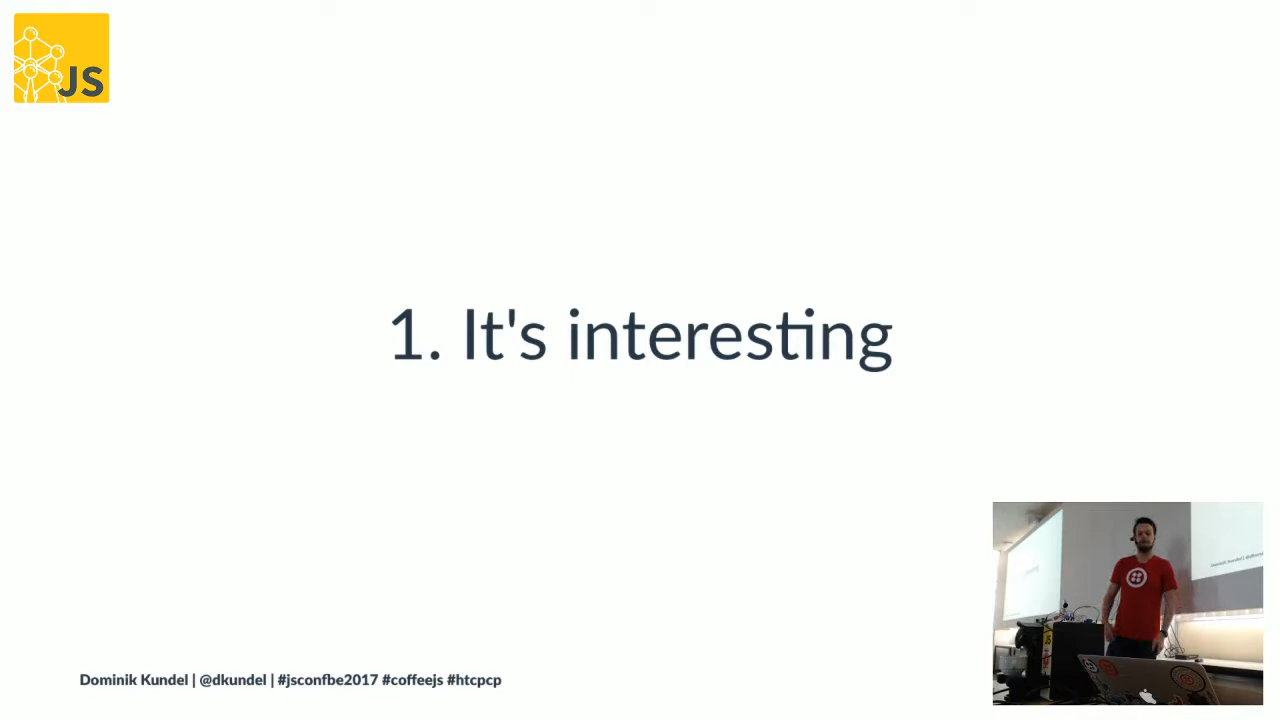 JS
1. It's interesting
Dominik Kundel | @dkundel | #jsconfbe2017 #coffeejs #htcpcp